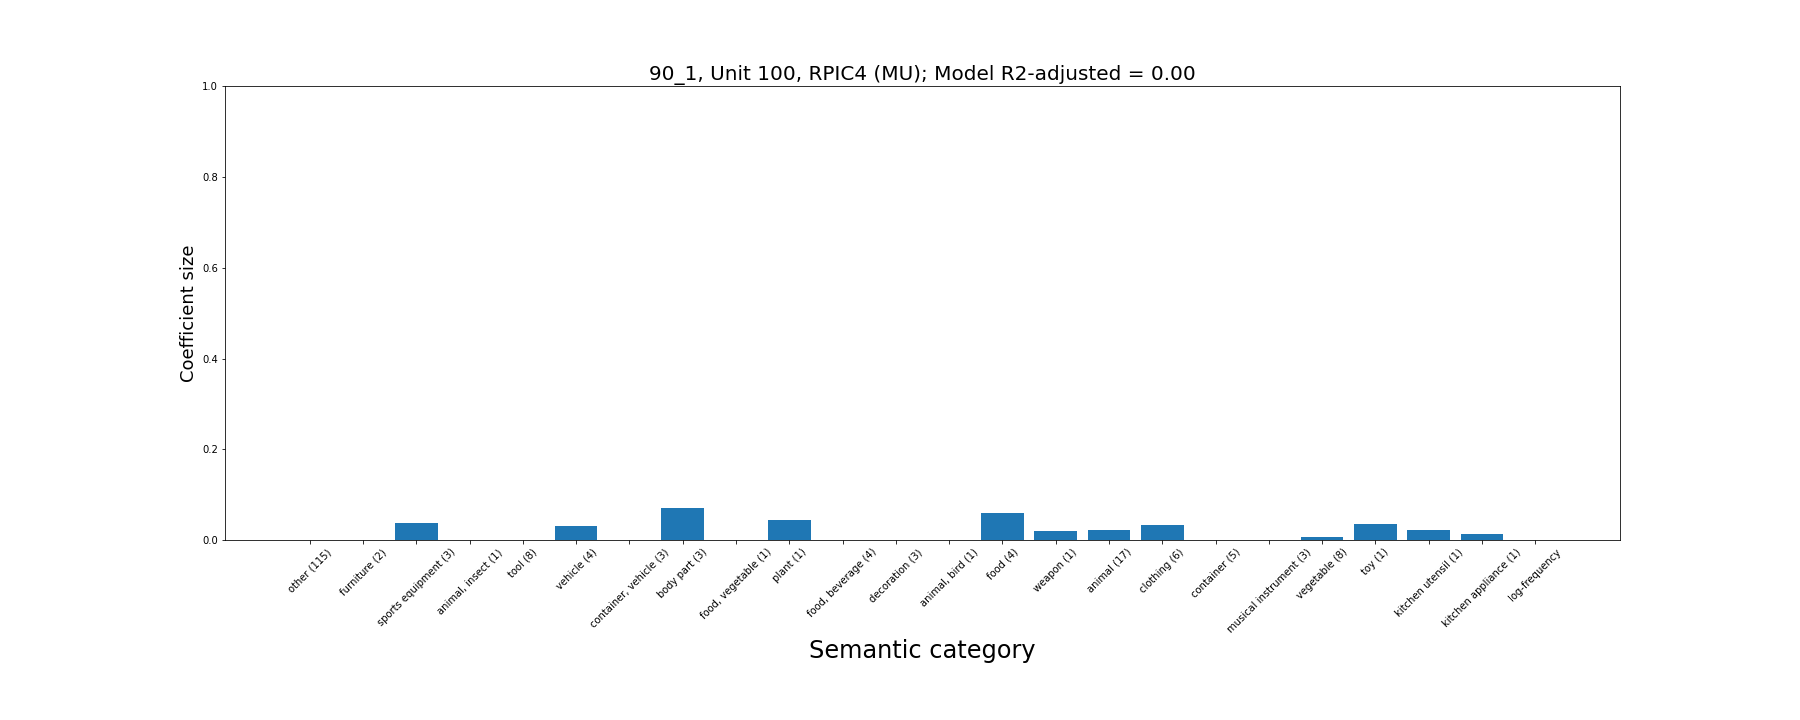 90_1, Unit 100, RPIC4 (MU); Model R2-adjusted = 0.00
1.0
0.8
0.6
0.4
0.2
0.0
Coefficient size
other (115)
furniture (2)
sports equipment (3)
animal, insect (1)
tool (8)
vehicle (4)
container, vehicle (3)
body part (3)
food, vegetable (1)
plant (1)
food, beverage (4)
decoration (3)
animal, bird (1)
food (4)
weapon (1)
animal (17)
clothing (6)
container (5)
musical instrument (3)
vegetable (8)
toy (1)
kitchen utensil (1)
kitchen appliance (1)
log-frequency
Semantic category